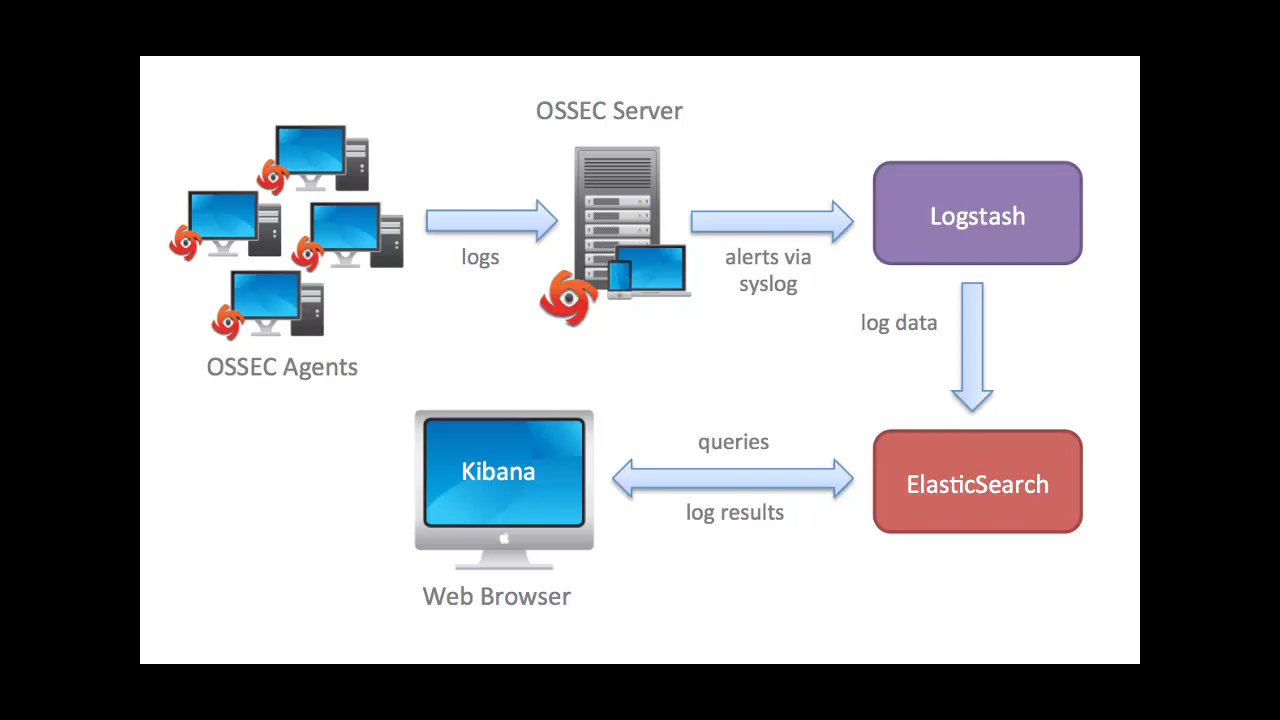 OSSEC Server
Logstash
logs
alerts via
syslog
log data
OSSEC Agents
queries
Kibana
ElasticSearch
log results
Web Browser